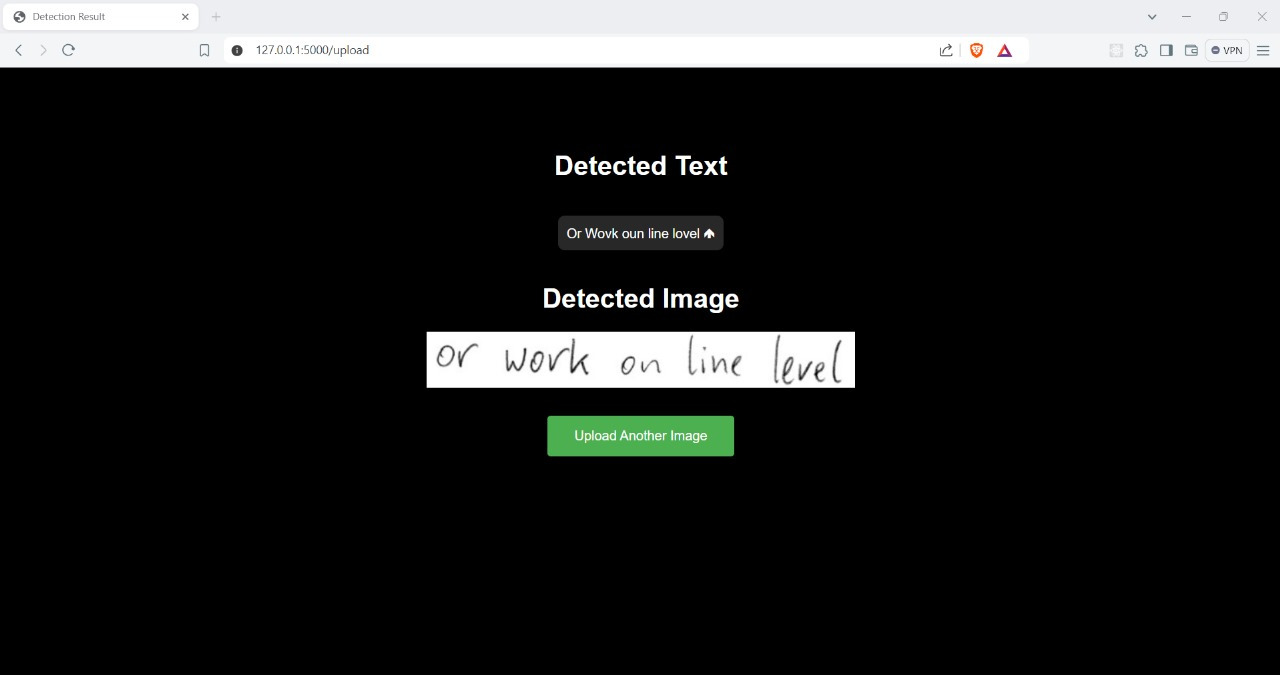 Detection Result
127.0.0.1:5000/upload
VPN
Detected Text
Or Wovk oun line lovel
Detected Image
or work on line level
Upload Another Image